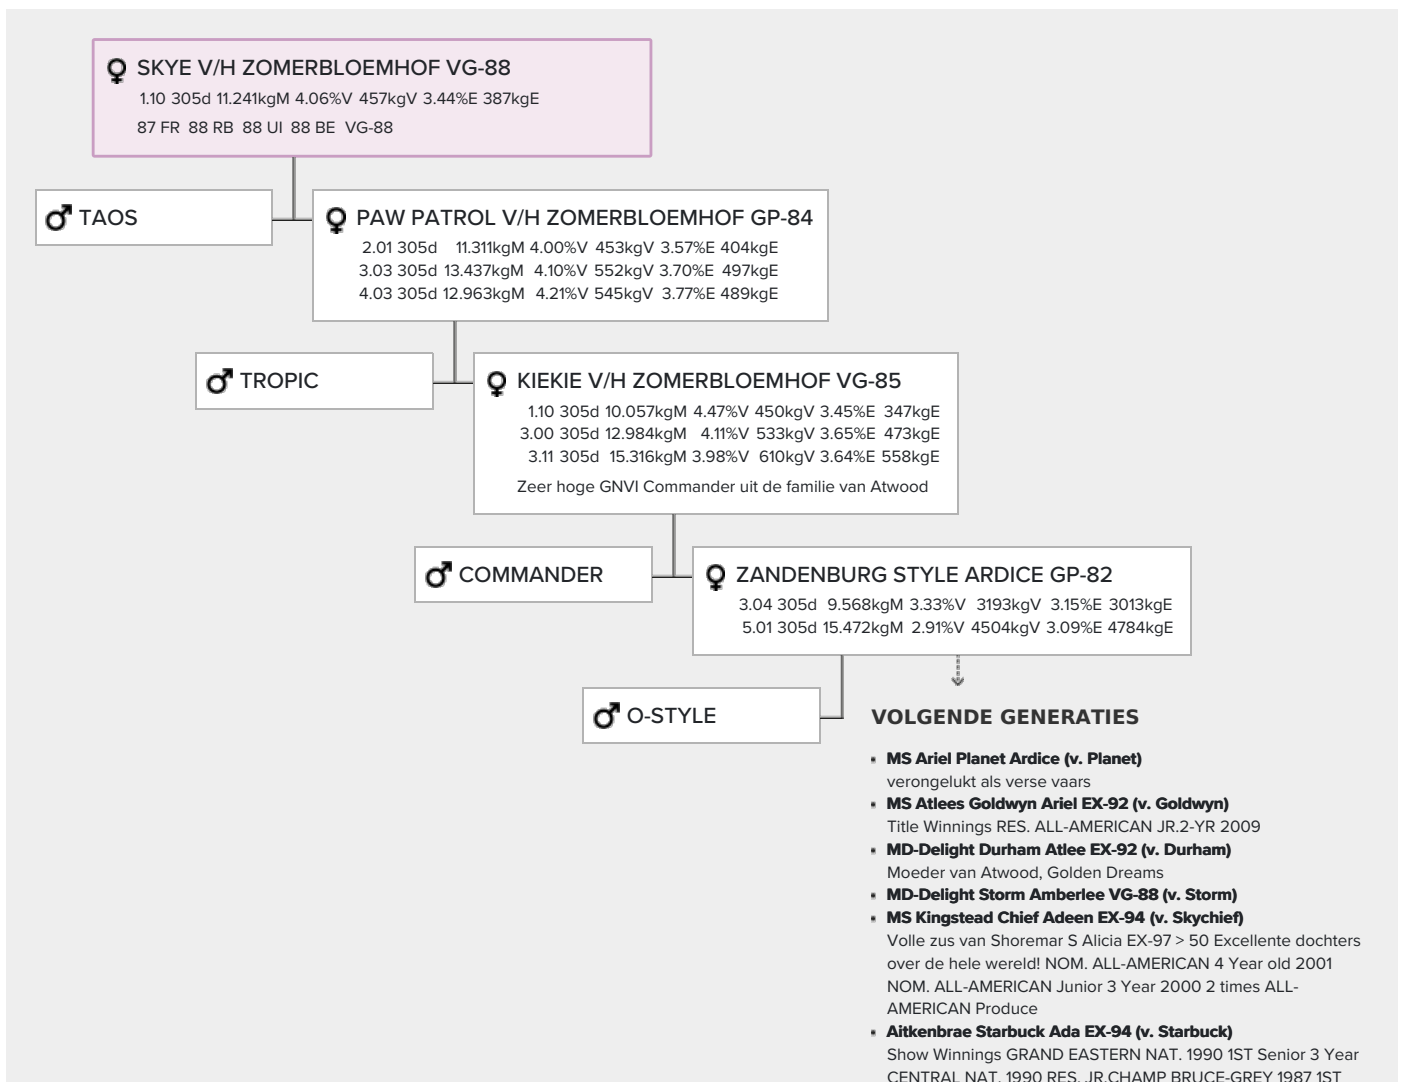 SKYE V/H ZOMERBLOEMHOF VG-88
1.10 305d 11.241kgM 4.06%V 457kgV 3.44%E 387kgE
87 FR 88 RB 88 UI 88 BE VG-88
TAOS
PAW PATROL V/H ZOMERBLOEMHOF GP-84
2.01 305d 11.311kgM 4.00%V 453kgV 3.57%E 404kgE
3.03 305d 13.437kgM 4.10%V 552kgV 3.70%E 497kgE
4.03 305d 12.963kgM 4.21%V 545kgV 3.77%E 489kgE
TROPIC
KIEKIE V/H ZOMERBLOEMHOF VG-85
1.10 305d 10.057kgM 4.47%V 450kgV 3.45%E 347kgE
3.00 305d 12.984kgM 4.11%V 533kgV 3.65%E 473kgE
3.11 305d 15.316kgM 3.98%V 610kgV 3.64%E 558kgE
Zeer hoge GNVI Commander uit de familie van Atwood
COMMANDER
ZANDENBURG STYLE ARDICE GP-82
3.04 305d 9.568kgM 3.33%V 3193kgV 3.15%E 3013kgE
5.01 305d 15.472kgM 2.91%V 4504kgV 3.09%E 4784kgE
O-STYLE
VOLGENDE GENERATIES
MS Ariel Planet Ardice (v. Planet)
verongelukt als verse vaars
MS Atlees Goldwyn Ariel EX-92 (v. Goldwyn)
Title Winnings RES. ALL-AMERICAN JR.2-YR 2009
MD-Delight Durham Atlee EX-92 (v. Durham)
Moeder van Atwood, Golden Dreams
MD-Delight Storm Amberlee VG-88 (v. Storm)
MS Kingstead Chief Adeen EX-94 (v. Skychief)
Volle zus van Shoremar S Alicia EX-97 > 50 Excellente dochters
over de hele wereld! NOM. ALL-AMERICAN 4 Year old 2001
NOM. ALL-AMERICAN Junior 3 Year 2000 2 times ALL-
AMERICAN Produce
Aitkenbrae Starbuck Ada EX-94 (v. Starbuck)
Show Winnings GRAND EASTERN NAT. 1990 1ST Senior 3 Year
CENTRAL NAT. 1990 RES. JR.CHAMP BRUCE-GREY 1987 1ST